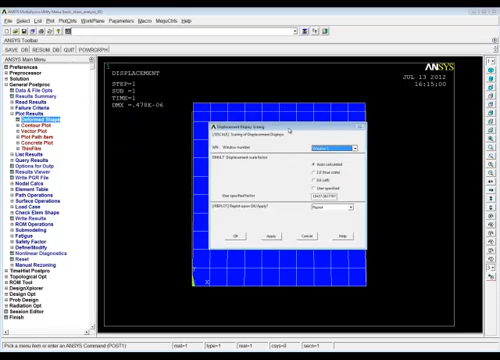 File Select List Plot PlotCtrls WorkPlane Parameters Macro MenuCtrls Help
ANSYS Toolbar
SAVE_DB RESUM_DB QUIT POWRGRPH
ANSYS Main Menu
Preferences
Preprocessor
Solution
General Postproc
Data & File Opts
Results Summary
Read Results
Failure Criteria
Plot Results
Deformed Shape
Contour Plot
Vector Plot
Plot Path Item
Concrete Plot
ThinFilm
List Results
Query Results
Options for Outp
Results Viewer
Write PGR File
Nodal Calcs
Element Table
Path Operations
Surface Operations
Load Case
Check Elem Shape
Write Results
ROM Operations
Submodeling
Fatigue
Safety Factor
Define/Modify
Nonlinear Diagnostics
Reset
Manual Rezoning
TimeHist Postpro
Topological Opt
ROM Tool
DesignXplorer
Design Opt
Prob Design
Radiation Opt
Session Editor
Finish
1
DISPLACEMENT
STEP=1
SUB =1
TIME=1
ANSYS
JUL 13 2012
16:15:00
Displacement Display Scaling
[/DSCALE] Scaling of Displacement Displays
WN Window number
Window 1
DMULT Displacement scale factor
Auto calculated
1.0 (true scale)
0.0 (off)
User specified
User specified factor
[/REPLOT] Replot upon OK/Apply?
Replot
OK
Apply
Cancel
Help
Y
X
Pick a menu item or enter an ANSYS Command (POST1)
mat=1
type=1
real=1
csys=0
secn=1